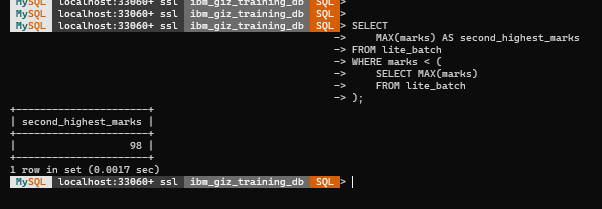 MySQL localhost:33060+ ssl ibm_giz_training_db SQL >
MySQL localhost:33060+ ssl ibm_giz_training_db SQL >
MySQL localhost:33060+ ssl ibm_giz_training_db SQL > SELECT
-> MAX(marks) AS second_highest_marks
-> FROM lite_batch
-> WHERE marks < (
-> SELECT MAX(marks)
-> FROM lite_batch
-> );
+----------------------+
| second_highest_marks |
+----------------------+
| 98 |
+----------------------+
1 row in set (0.0017 sec)
MySQL localhost:33060+ ssl ibm_giz_training_db SQL >